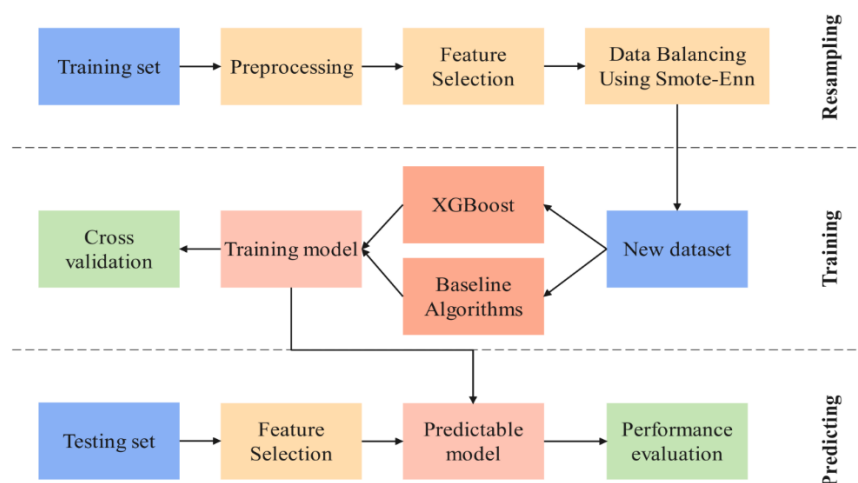 Training set
Preprocessing
Feature
Selection
Data Balancing
Using Smote-Enn
Resampling
XGBoost
Cross
validation
Training model
New dataset
Baseline
Algorithms
Training
Testing set
Feature
Selection
Predictable
model
Performance
evaluation
Predicting